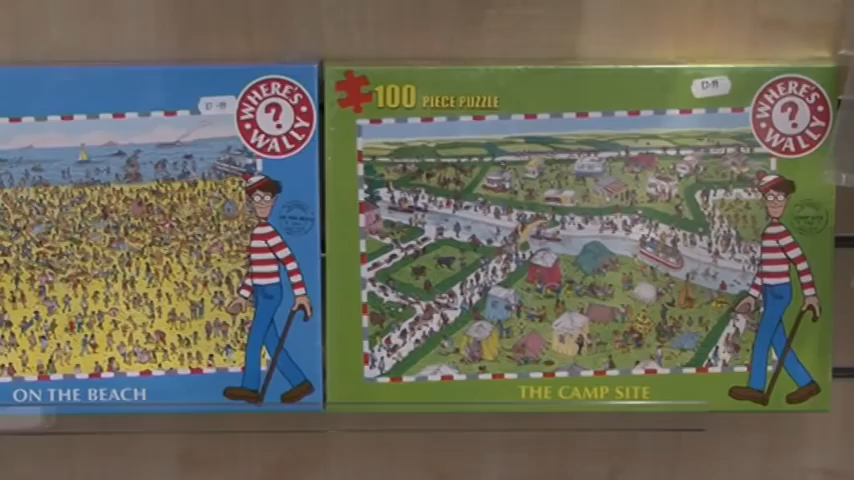 WHERE'S
?
WALLY
ON THE BEACH
100 PIECE PUZZLE
WHERE'S
?
WALLY
THE CAMP SITE